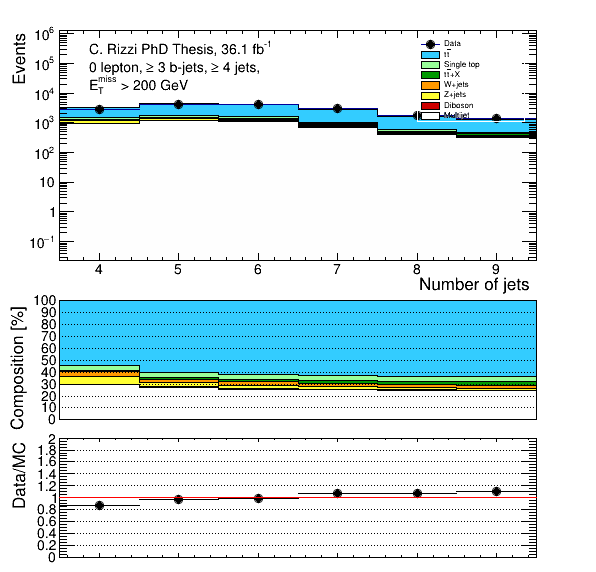 Events
10⁶
10⁵
10⁴
10³
10²
10
1
10⁻¹
C. Rizzi PhD Thesis, 36.1 fb⁻¹
0 lepton, ≥ 3 b-jets, ≥ 4 jets,
E_T^miss > 200 GeV
Data
tt̄
Single top
tt̄+X
W+jets
Z+jets
Diboson
Multijet
4 5 6 7 8 9
Number of jets
Composition [%]
100
90
80
70
60
50
40
30
20
10
0
Data/MC
2
1.8
1.6
1.4
1.2
1
0.8
0.6
0.4
0.2
0